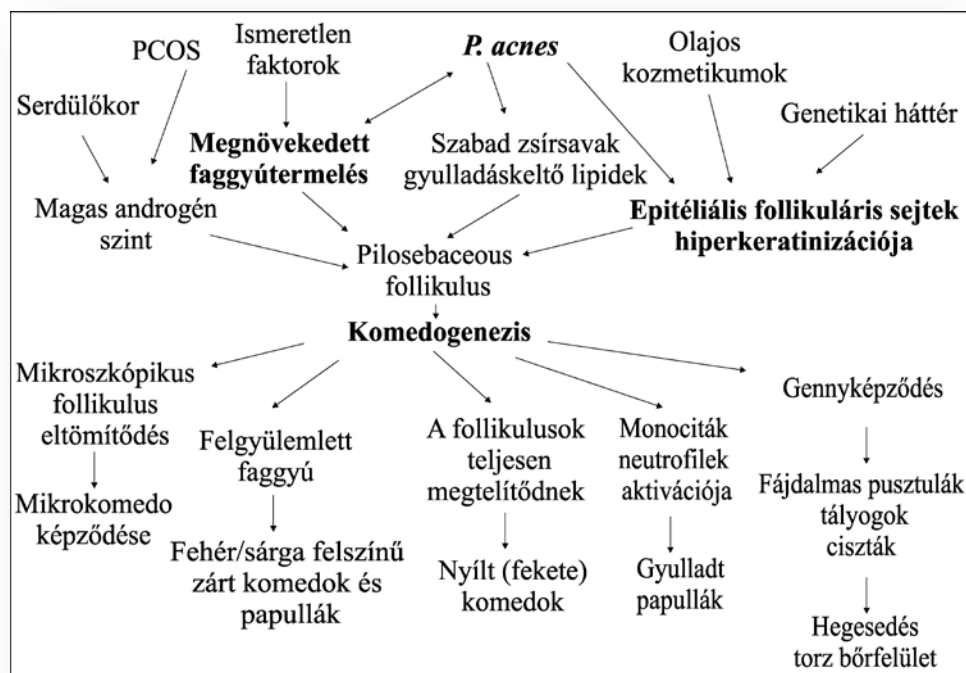 PCOS
Ismeretlen
faktorok
P. acnes
Olajos
kozmetikumok
Serdülőkor
Genetikai háttér
Megnövekedett
faggyútermelés
Szabad zsírsavak
gyulladáskeltő lipidek
Magas androgén
szint
Epitéliális follikuláris sejtek
hiperkeratinizációja
Pilosebaceous
follikulus
Komedogenezis
Mikroszkópikus
follikulus
eltömítődés
Mikrokomedo
képződése
Felgyülemlett
faggyú
Fehér/sárga felszínű
zárt komedok és
papullák
A follikulusok
teljesen
megtelítődnek
Nyílt (fekete)
komedok
Monociták
neutrofilek
aktivációja
Gyulladt
papullák
Gennyképződés
Fájdalmas pusztulák
tályogok
ciszták
Hegesedés
torz bőrfelület